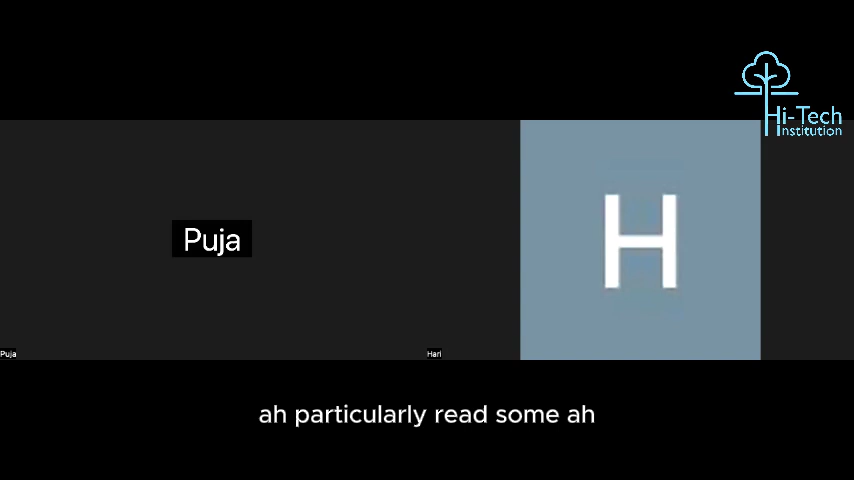 Hi-Tech
Institution
Puja
H
Puja
Hari
ah particularly read some ah